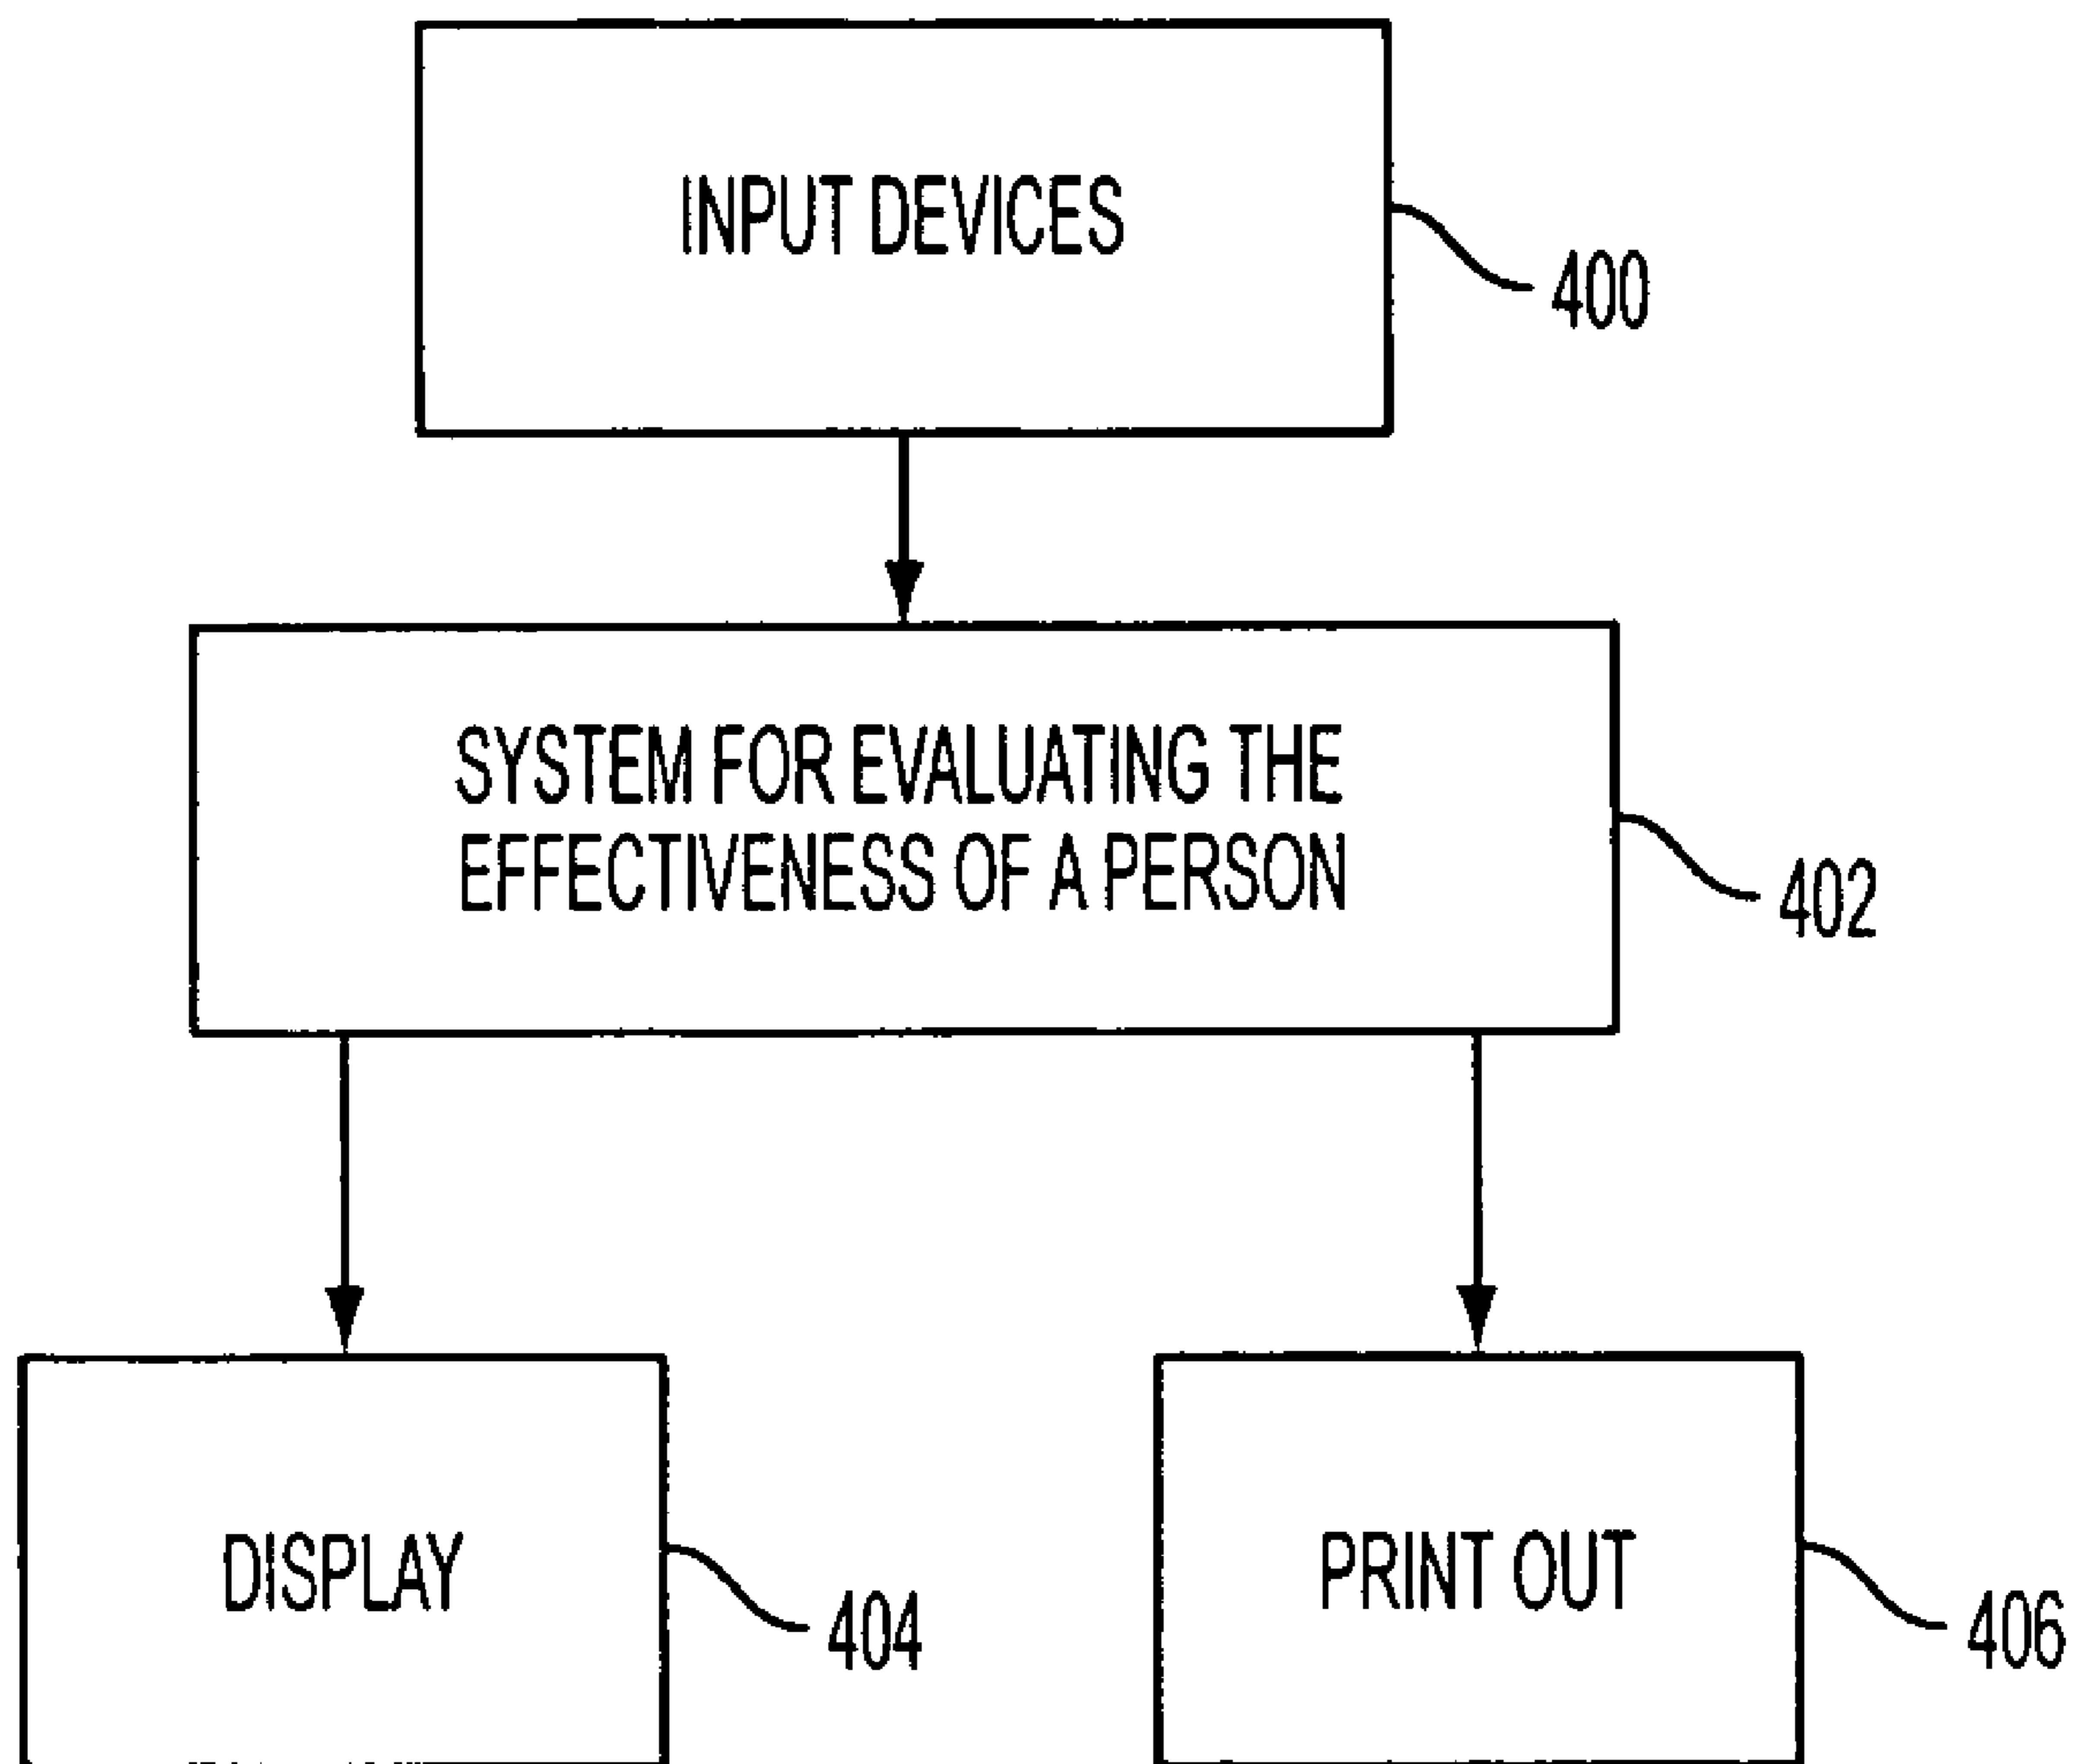 INPUT DEVICES
400
SYSTEM FOR EVALUATING THE
EFFECTIVENESS OF A PERSON
402
DISPLAY
404
PRINT OUT
406